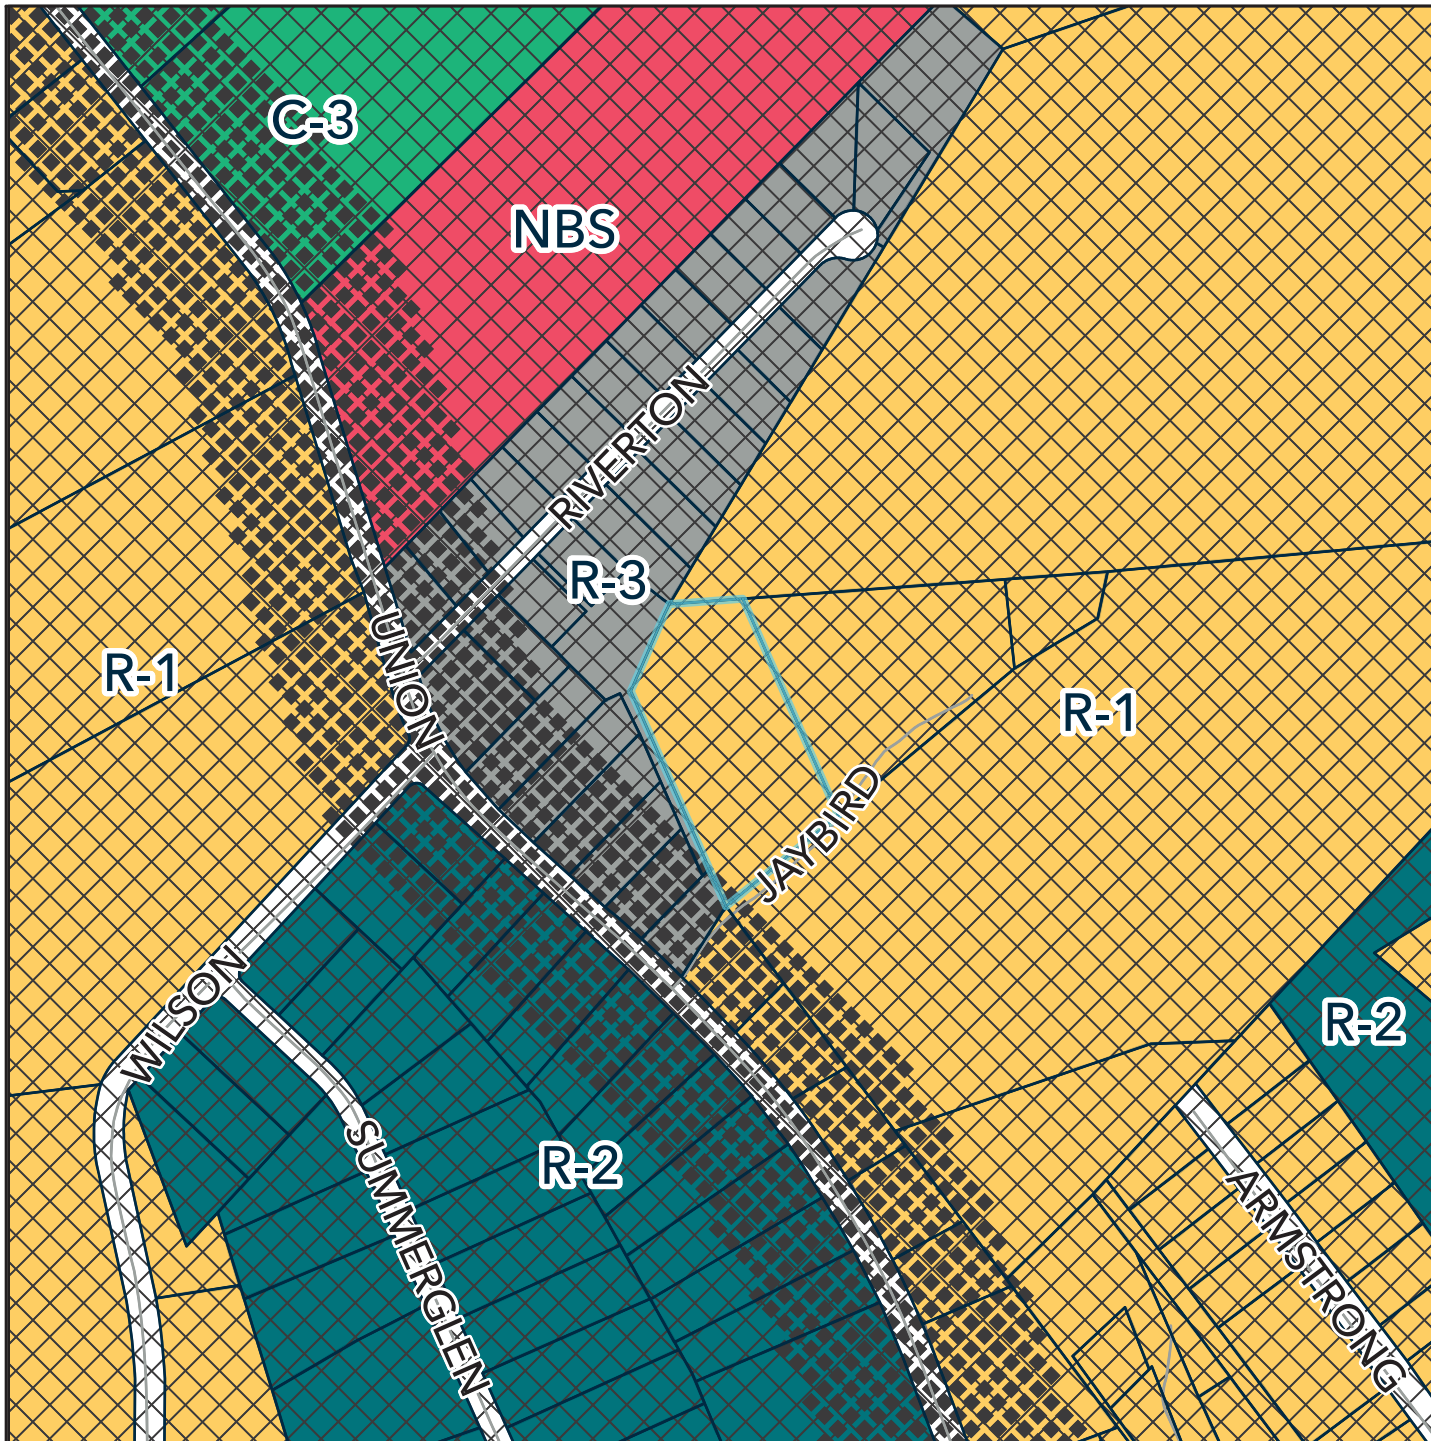 C-3
NBS
RIVERTON
R-3
UNION
R-1
R-1
JAYBIRD
WILSON
R-2
SUMMERGLEN
R-2
ARMSTRONG